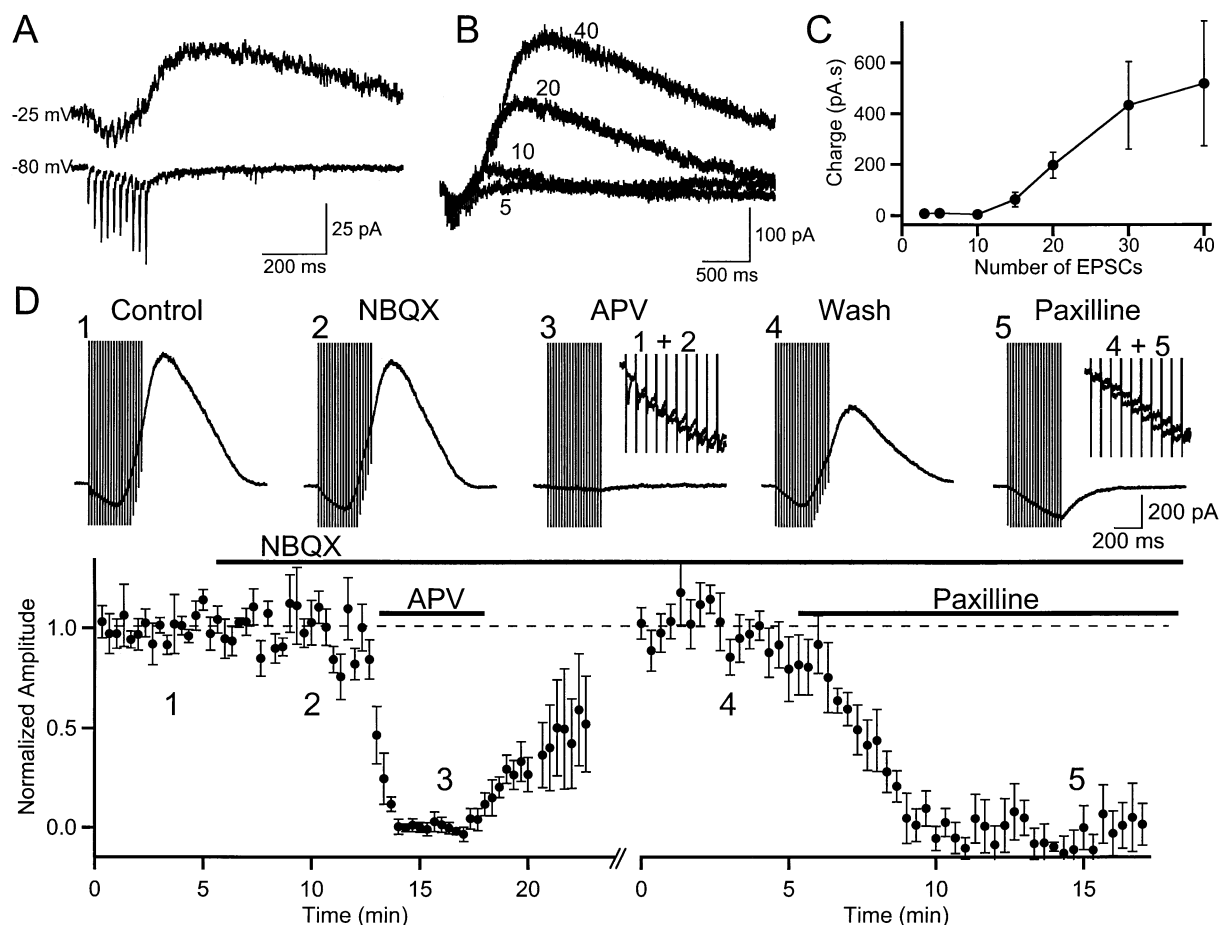 A
-25 mV
-80 mV
25 pA
200 ms
B
40
20
10
5
100 pA
500 ms
C
Charge (pA.s)
600
400
200
0
0 10 20 30 40
Number of EPSCs
D
Control NBQX APV Wash Paxilline
1 2 3 4 5
1 + 2
4 + 5
200 pA
200 ms
NBQX
APV
Paxilline
Normalized Amplitude
1.0
0.5
0.0
1 2 3 4 5
0 5 10 15 20 0 5 10 15
Time (min) Time (min)